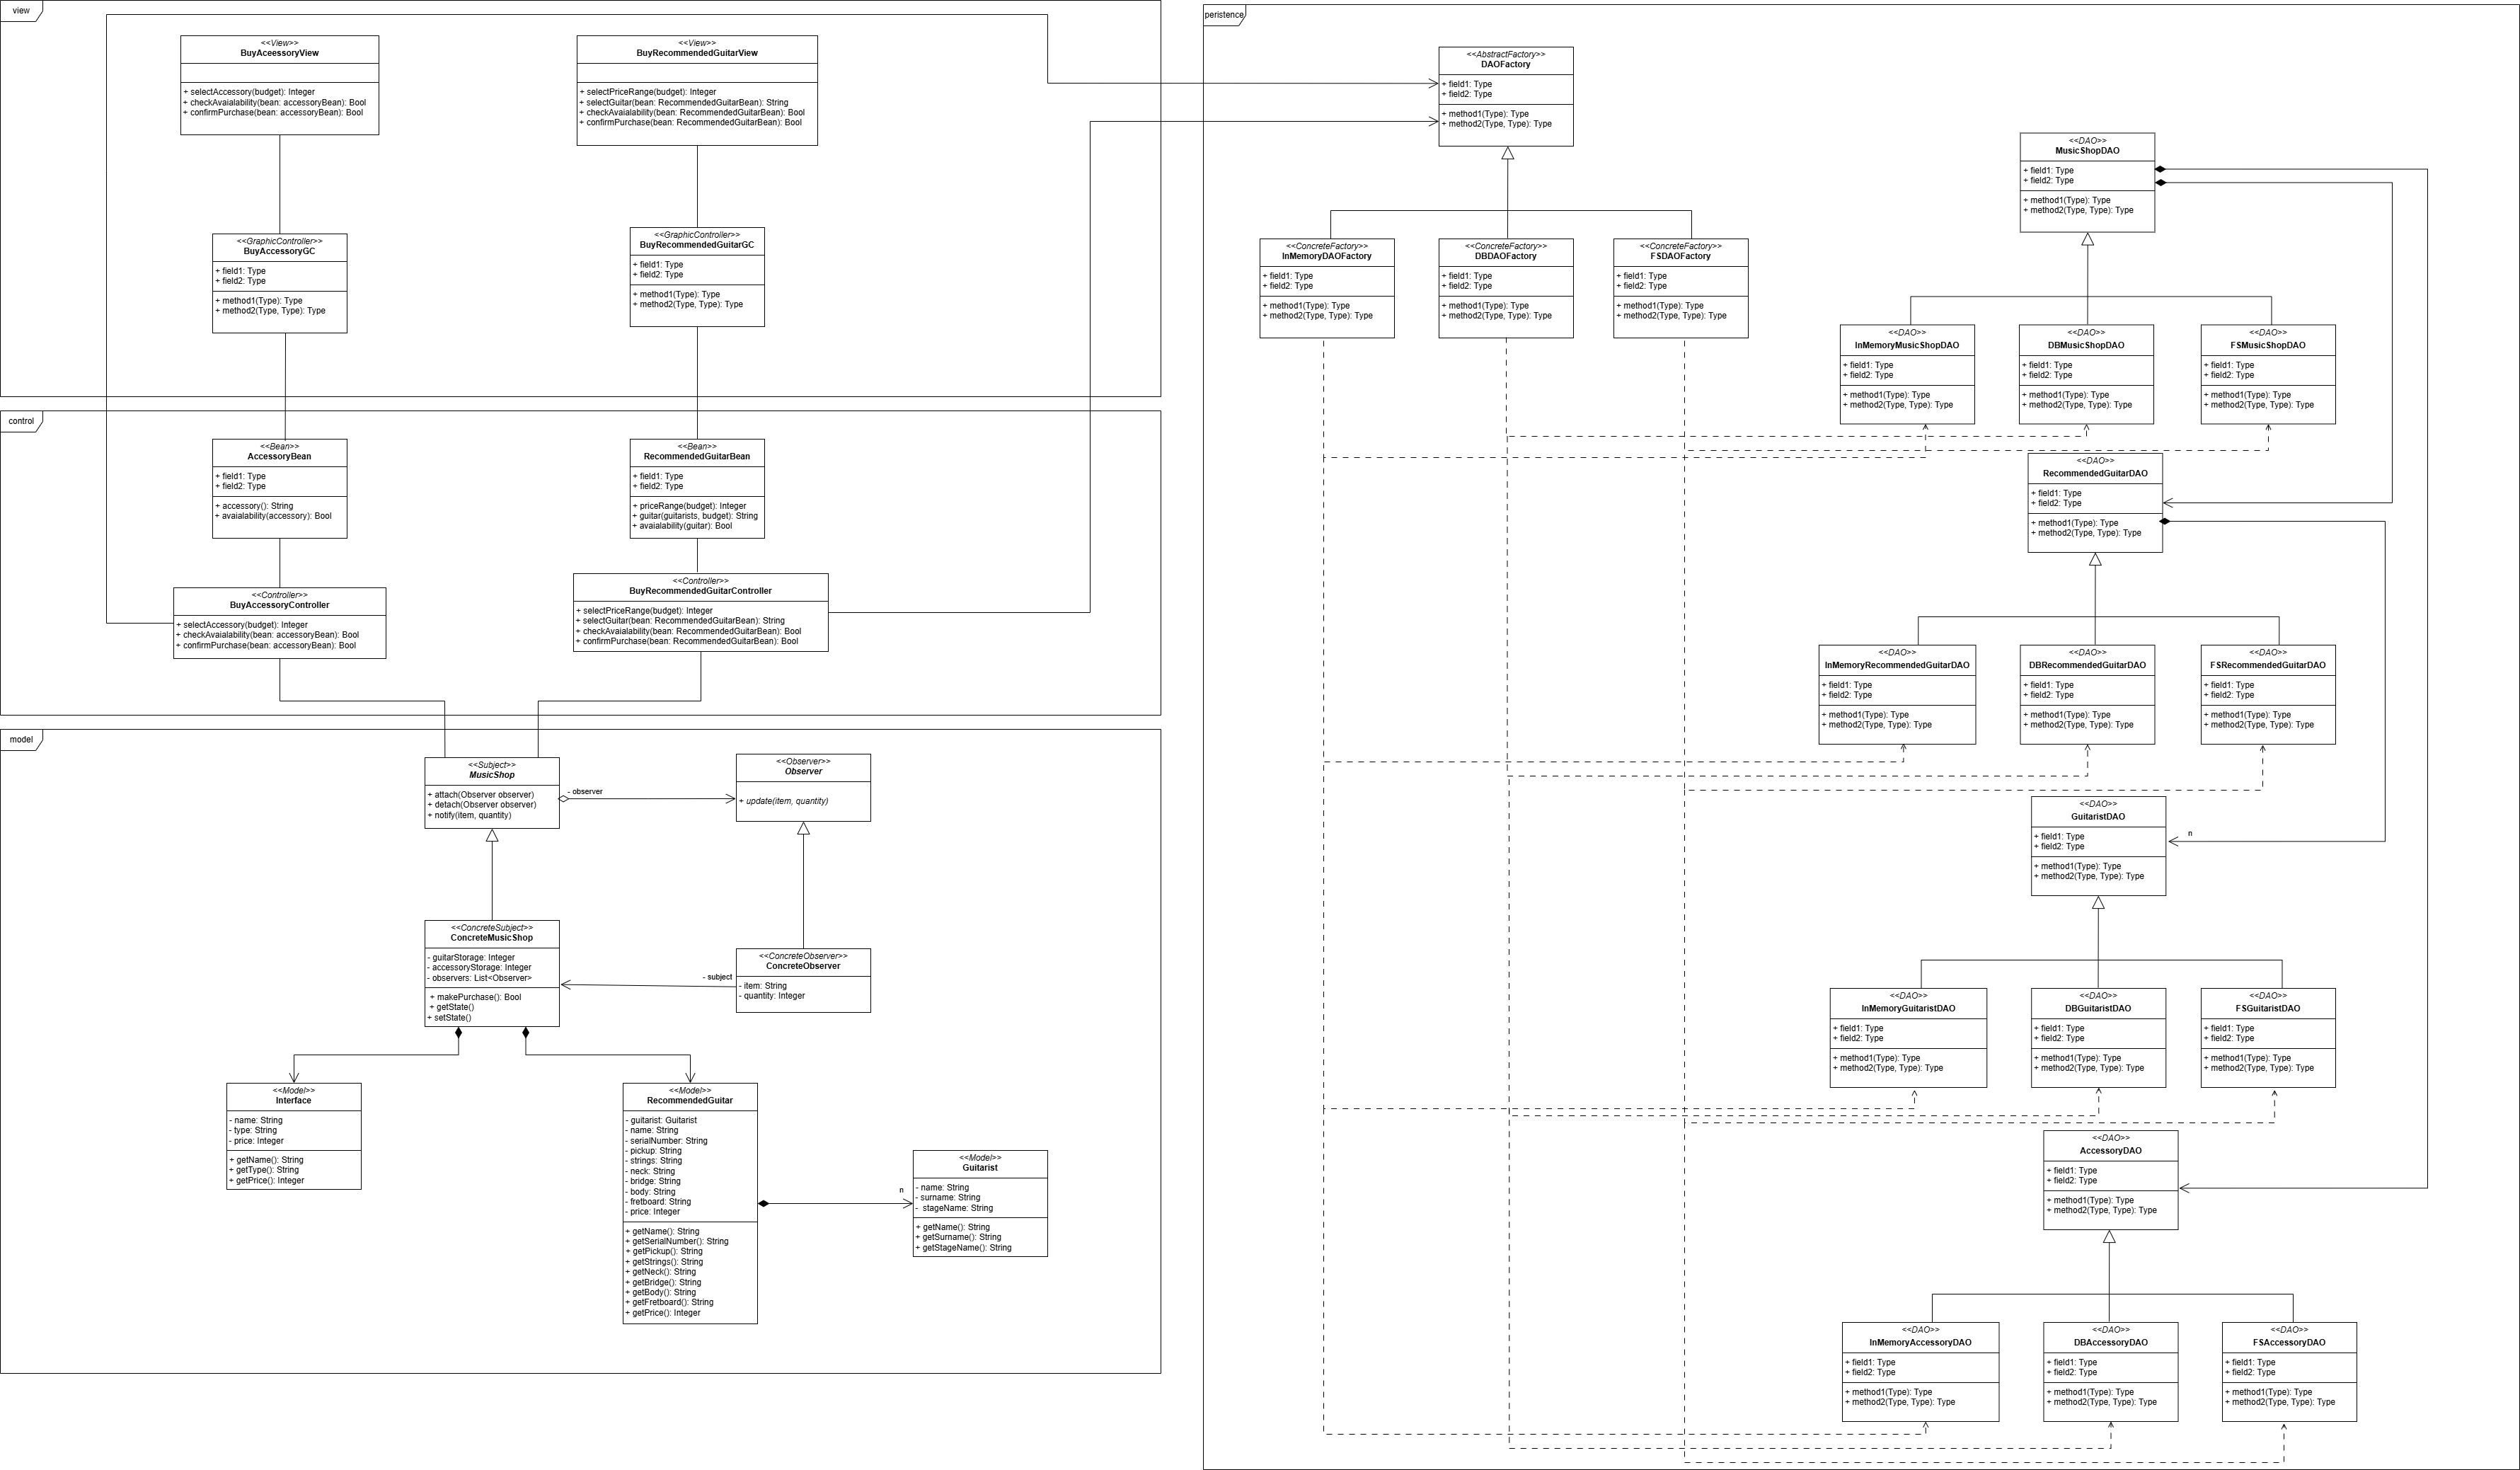 view
<<View>>
BuyAceessoryView
+ selectAccessory(budget): Integer
+ checkAvaialability(bean: accessoryBean): Bool
+ confirmPurchase(bean: accessoryBean): Bool
<<View>>
BuyRecommendedGuitarView
+ selectPriceRange(budget): Integer
+ selectGuitar(bean: RecommendedGuitarBean): String
+ checkAvaialability(bean: RecommendedGuitarBean): Bool
+ confirmPurchase(bean: RecommendedGuitarBean): Bool
<<GraphicController>>
BuyAccessoryGC
+ field1: Type
+ field2: Type
+ method1(Type): Type
+ method2(Type, Type): Type
<<GraphicController>>
BuyRecommendedGuitarGC
+ field1: Type
+ field2: Type
+ method1(Type): Type
+ method2(Type, Type): Type
control
<<Bean>>
AccessoryBean
+ field1: Type
+ field2: Type
+ accessory(): String
+ avaialability(accessory): Bool
<<Bean>>
RecommendedGuitarBean
+ field1: Type
+ field2: Type
+ priceRange(budget): Integer
+ guitar(guitarists, budget): String
+ avaialability(guitar): Bool
<<Controller>>
BuyAccessoryController
+ selectAccessory(budget): Integer
+ checkAvaialability(bean: accessoryBean): Bool
+ confirmPurchase(bean: accessoryBean): Bool
<<Controller>>
BuyRecommendedGuitarController
+ selectPriceRange(budget): Integer
+ selectGuitar(bean: RecommendedGuitarBean): String
+ checkAvaialability(bean: RecommendedGuitarBean): Bool
+ confirmPurchase(bean: RecommendedGuitarBean): Bool
model
<<Subject>>
MusicShop
+ attach(Observer observer)
+ detach(Observer observer)
+ notify(item, quantity)
- observer
<<Observer>>
Observer
+ update(item, quantity)
<<ConcreteSubject>>
ConcreteMusicShop
- guitarStorage: Integer
- accessoryStorage: Integer
- observers: List<Observer>
+ makePurchase(): Bool
+ getState()
+ setState()
- subject
<<ConcreteObserver>>
ConcreteObserver
- item: String
- quantity: Integer
<<Model>>
Interface
- name: String
- type: String
- price: Integer
+ getName(): String
+ getType(): String
+ getPrice(): Integer
<<Model>>
RecommendedGuitar
- guitarist: Guitarist
- name: String
- serialNumber: String
- pickup: String
- strings: String
- neck: String
- bridge: String
- body: String
- fretboard: String
- price: Integer
+ getName(): String
+ getSerialNumber(): String
+ getPickup(): String
+ getStrings(): String
+ getNeck(): String
+ getBridge(): String
+ getBody(): String
+ getFretboard(): String
+ getPrice(): Integer
n
<<Model>>
Guitarist
- name: String
- surname: String
- stageName: String
+ getName(): String
+ getSurname(): String
+ getStageName(): String
peristence
<<AbstractFactory>>
DAOFactory
+ field1: Type
+ field2: Type
+ method1(Type): Type
+ method2(Type, Type): Type
<<ConcreteFactory>>
InMemoryDAOFactory
+ field1: Type
+ field2: Type
+ method1(Type): Type
+ method2(Type, Type): Type
<<ConcreteFactory>>
DBDAOFactory
+ field1: Type
+ field2: Type
+ method1(Type): Type
+ method2(Type, Type): Type
<<ConcreteFactory>>
FSDAOFactory
+ field1: Type
+ field2: Type
+ method1(Type): Type
+ method2(Type, Type): Type
<<DAO>>
MusicShopDAO
+ field1: Type
+ field2: Type
+ method1(Type): Type
+ method2(Type, Type): Type
<<DAO>>
InMemoryMusicShopDAO
+ field1: Type
+ field2: Type
+ method1(Type): Type
+ method2(Type, Type): Type
<<DAO>>
DBMusicShopDAO
+ field1: Type
+ field2: Type
+ method1(Type): Type
+ method2(Type, Type): Type
<<DAO>>
FSMusicShopDAO
+ field1: Type
+ field2: Type
+ method1(Type): Type
+ method2(Type, Type): Type
<<DAO>>
RecommendedGuitarDAO
+ field1: Type
+ field2: Type
+ method1(Type): Type
+ method2(Type, Type): Type
<<DAO>>
InMemoryRecommendedGuitarDAO
+ field1: Type
+ field2: Type
+ method1(Type): Type
+ method2(Type, Type): Type
<<DAO>>
DBRecommendedGuitarDAO
+ field1: Type
+ field2: Type
+ method1(Type): Type
+ method2(Type, Type): Type
<<DAO>>
FSRecommendedGuitarDAO
+ field1: Type
+ field2: Type
+ method1(Type): Type
+ method2(Type, Type): Type
<<DAO>>
GuitaristDAO
+ field1: Type
+ field2: Type
+ method1(Type): Type
+ method2(Type, Type): Type
n
<<DAO>>
InMemoryGuitaristDAO
+ field1: Type
+ field2: Type
+ method1(Type): Type
+ method2(Type, Type): Type
<<DAO>>
DBGuitaristDAO
+ field1: Type
+ field2: Type
+ method1(Type): Type
+ method2(Type, Type): Type
<<DAO>>
FSGuitaristDAO
+ field1: Type
+ field2: Type
+ method1(Type): Type
+ method2(Type, Type): Type
<<DAO>>
AccessoryDAO
+ field1: Type
+ field2: Type
+ method1(Type): Type
+ method2(Type, Type): Type
<<DAO>>
InMemoryAccessoryDAO
+ field1: Type
+ field2: Type
+ method1(Type): Type
+ method2(Type, Type): Type
<<DAO>>
DBAccessoryDAO
+ field1: Type
+ field2: Type
+ method1(Type): Type
+ method2(Type, Type): Type
<<DAO>>
FSAccessoryDAO
+ field1: Type
+ field2: Type
+ method1(Type): Type
+ method2(Type, Type): Type